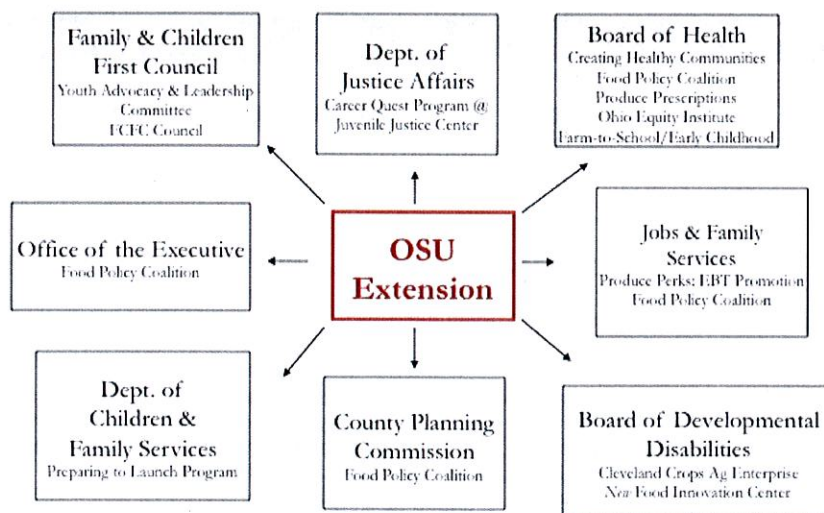 Family & Children
First Council
Youth Advocacy & Leadership
Committee
FCFC Council
Dept. of
Justice Affairs
Career Quest Program @
Juvenile Justice Center
Board of Health
Creating Healthy Communities
Food Policy Coalition
Produce Prescriptions
Ohio Equity Institute
Farm-to-School/Early Childhood
Office of the Executive
Food Policy Coalition
OSU
Extension
Jobs & Family
Services
Produce Perks: EBT Promotion
Food Policy Coalition
Dept. of
Children &
Family Services
Preparing to Launch Program
County Planning
Commission
Food Policy Coalition
Board of Developmental
Disabilities
Cleveland Crops Ag Enterprise
New Food Innovation Center